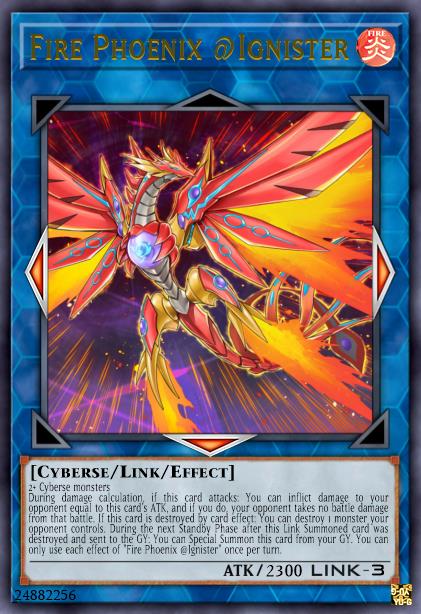 FIRE PHOENIX @IGNISTER
FIRE
炎
[CYBERSE/LINK/EFFECT]
2+ Cyberse monsters
During damage calculation, if this card attacks: You can inflict damage to your
opponent equal to this card's ATK, and if you do, your opponent takes no battle damage
from that battle. If this card is destroyed by card effect: You can destroy 1 monster your
opponent controls. During the next Standby Phase after this Link Summoned card was
destroyed and sent to the GY: You can Special Summon this card from your GY. You can
only use each effect of "Fire Phoenix @Ignister" once per turn.
ATK/2300 LINK-3
24882256